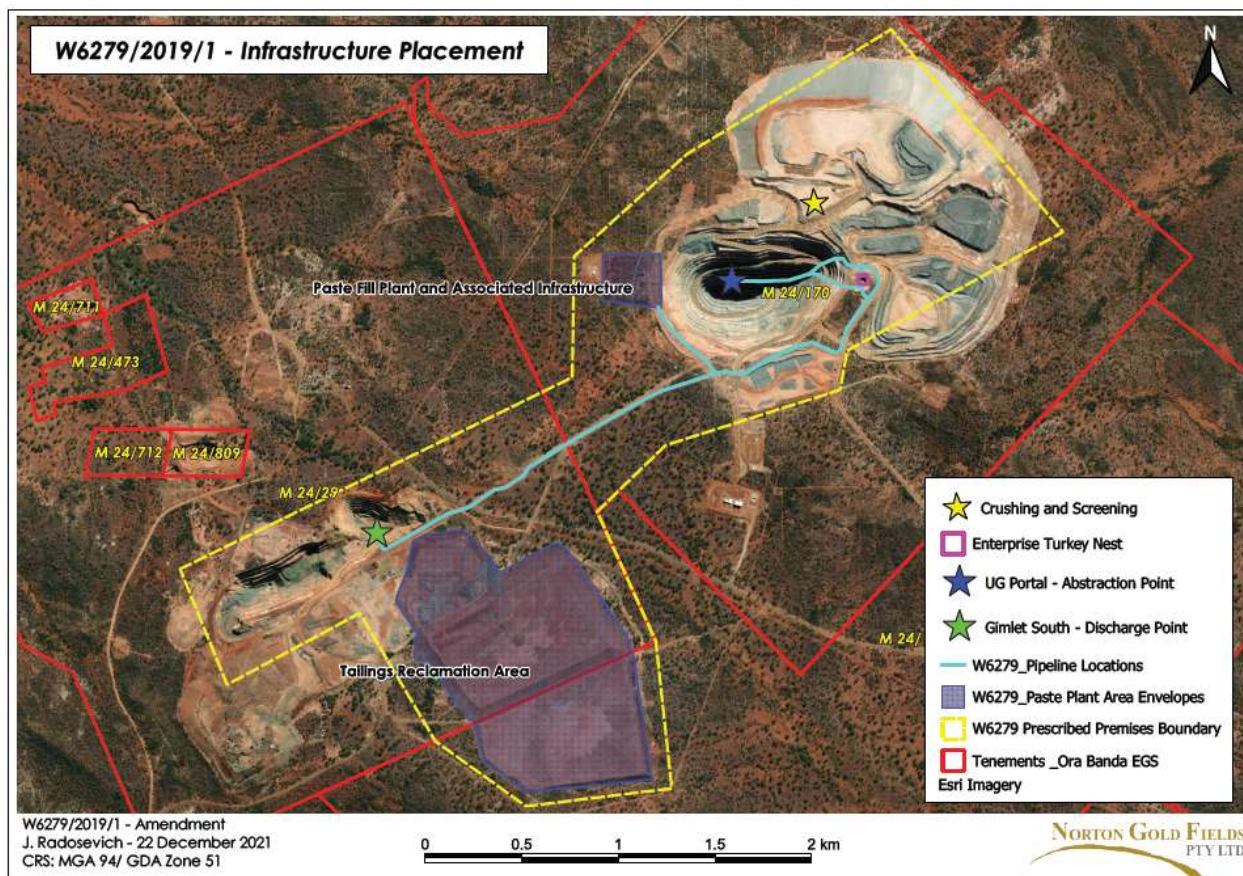 W6279/2019/1 - Infrastructure Placement
N
Paste Fill Plant and Associated Infrastructure
M 24/170
M 24/711
M 24/473
M 24/712
M 24/809
M 24/29
M 24/
Tailings Reclamation Area
Crushing and Screening
Enterprise Turkey Nest
UG Portal - Abstraction Point
Gimlet South - Discharge Point
W6279_Pipeline Locations
W6279_Paste Plant Area Envelopes
W6279 Prescribed Premises Boundary
Tenements _Ora Banda EGS
Esri Imagery
W6279/2019/1 - Amendment
J. Radosevich - 22 December 2021
CRS: MGA 94/ GDA Zone 51
0 1 2 km
NORTON GOLD FIELDS
PTY LTD